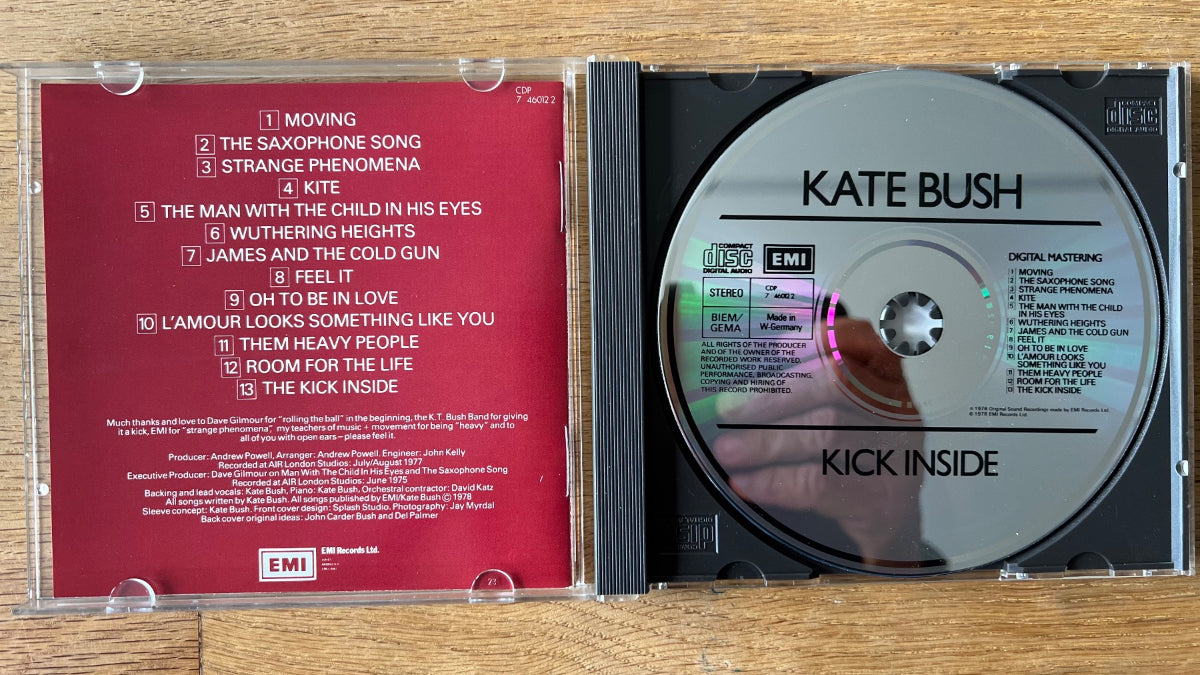 CDP
7 46012 2
1 MOVING
2 THE SAXOPHONE SONG
3 STRANGE PHENOMENA
4 KITE
5 THE MAN WITH THE CHILD IN HIS EYES
6 WUTHERING HEIGHTS
7 JAMES AND THE COLD GUN
8 FEEL IT
9 OH TO BE IN LOVE
10 L'AMOUR LOOKS SOMETHING LIKE YOU
11 THEM HEAVY PEOPLE
12 ROOM FOR THE LIFE
13 THE KICK INSIDE
Much thanks and love to Dave Gilmour for "rolling the ball" in the beginning, the K.T. Bush Band for giving
it a kick, EMI for "strange phenomena", my teachers of music + movement for being "heavy" and to
all of you with open ears – please feel it.
Producer: Andrew Powell, Arranger: Andrew Powell. Engineer: John Kelly
Recorded at AIR London Studios: July/August 1977
Executive Producer: Dave Gilmour on Man With The Child In His Eyes and The Saxophone Song
Recorded at AIR London Studios: June 1975
Backing and lead vocals: Kate Bush, Piano: Kate Bush, Orchestral contractor: David Katz
All songs written by Kate Bush. All songs published by EMI/Kate Bush © 1978
Sleeve concept: Kate Bush. Front cover design: Splash Studio. Photography: Jay Myrdal
Back cover original ideas: John Carder Bush and Del Palmer
EMI
EMI Records Ltd.
KATE BUSH
COMPACT
disc
DIGITAL AUDIO
EMI
STEREO
CDP
7 46012 2
BIEM/
GEMA
Made in
W-Germany
ALL RIGHTS OF THE PRODUCER
AND OF THE OWNER OF THE
RECORDED WORK RESERVED.
UNAUTHORISED PUBLIC
PERFORMANCE, BROADCASTING,
COPYING AND HIRING OF
THIS RECORD PROHIBITED.
DIGITAL MASTERING
1 MOVING
2 THE SAXOPHONE SONG
3 STRANGE PHENOMENA
4 KITE
5 THE MAN WITH THE CHILD
IN HIS EYES
6 WUTHERING HEIGHTS
7 JAMES AND THE COLD GUN
8 FEEL IT
9 OH TO BE IN LOVE
10 L'AMOUR LOOKS
SOMETHING LIKE YOU
11 THEM HEAVY PEOPLE
12 ROOM FOR THE LIFE
13 THE KICK INSIDE
℗ 1978 Original Sound Recordings made by EMI Records Ltd.
© 1978 EMI Records Ltd.
KICK INSIDE
COMPACT
disc
DIGITAL AUDIO
COMPACT
disc
DIGITAL AUDIO